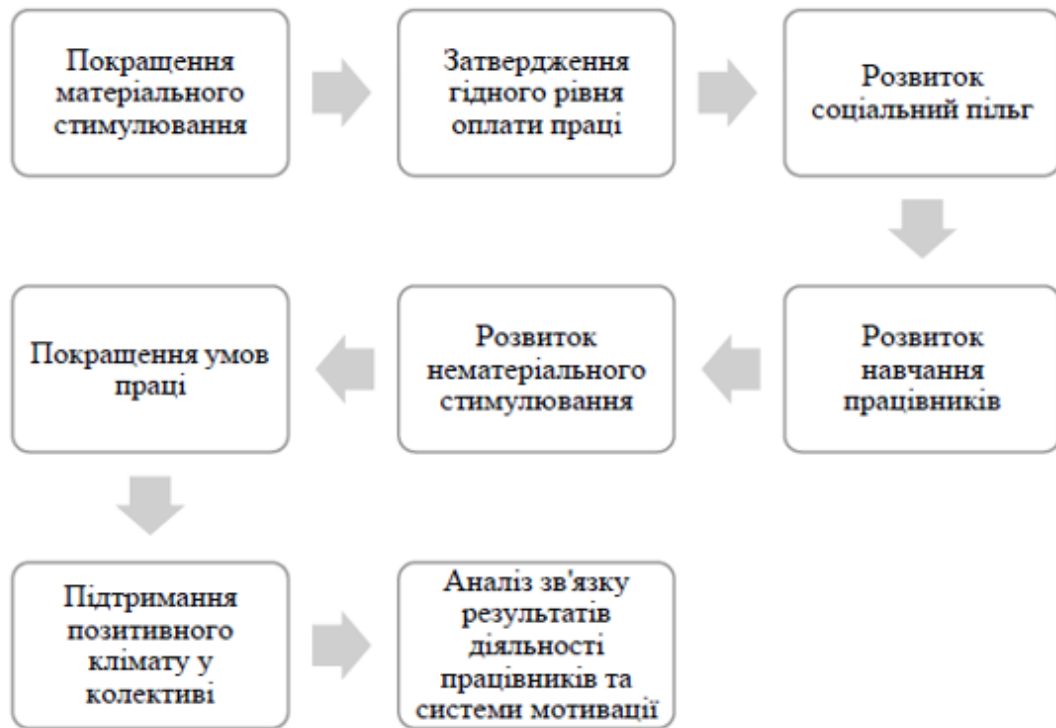 Покращення
матеріального
стимулювання
Затвердження
гідного рівня
оплати праці
Розвиток
соціальний пільг
Розвиток
навчання
працівників
Розвиток
нематеріального
стимулювання
Покращення умов
праці
Підтримання
позитивного
клімату у
колективі
Аналіз зв'язку
результатів
діяльності
працівників та
системи мотивації